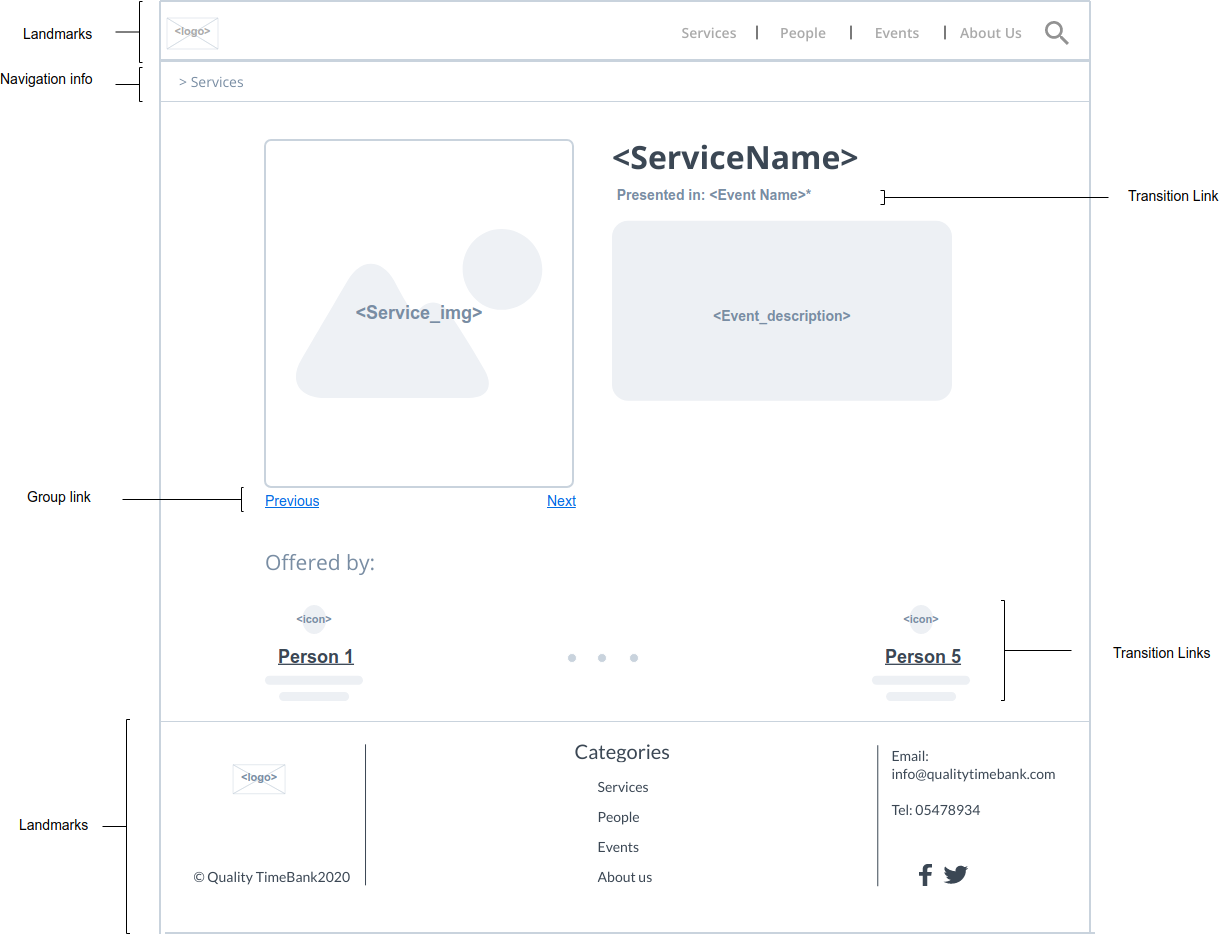 Landmarks
<logo>
Services | People | Events | About Us
Navigation info
> Services
<ServiceName>
Presented in: <Event Name>*
Transition Link
<Service_img>
<Event_description>
Group link
Previous
Next
Offered by:
<icon>
<icon>
Person 1
Person 5
Transition Links
Landmarks
<logo>
© Quality TimeBank2020
Categories
Services
People
Events
About us
Email:
info@qualitytimebank.com
Tel: 05478934